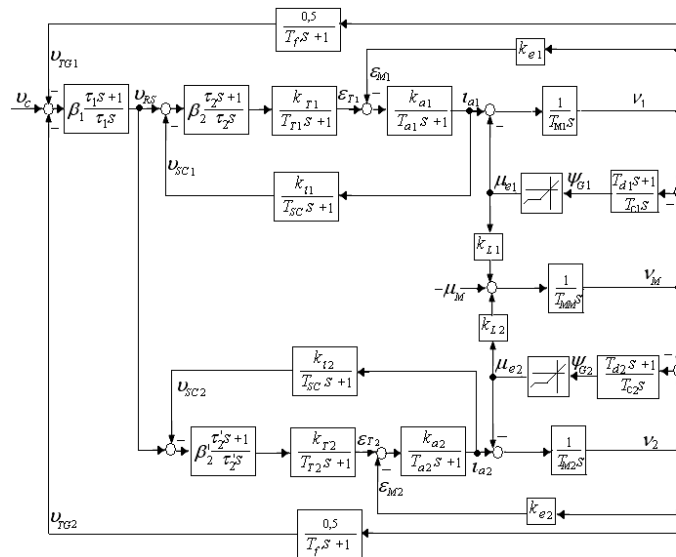 0,5
T_f s + 1
υ_TG1
k_e1
ε_M1
υ_c
β_1 τ_1 s + 1 / τ_1 s
υ_RS
β_2 τ_2 s + 1 / τ_2 s
k_T1 / T_T1 s + 1
ε_T1
k_a1 / T_a1 s + 1
ι_a1
1 / T_M1 s
ν_1
υ_SC1
k_t1 / T_SC s + 1
μ_e1
ψ_G1
T_d1 s + 1 / T_C1 s
k_L1
-μ_M
1 / T_MM s
ν_M
k_L2
υ_SC2
k_t2 / T_SC s + 1
μ_e2
ψ_G2
T_d2 s + 1 / T_C2 s
β_2' τ_2' s + 1 / τ_2' s
k_T2 / T_T2 s + 1
ε_T2
k_a2 / T_a2 s + 1
ι_a2
1 / T_M2 s
ν_2
ε_M2
k_e2
υ_TG2
0,5
T_f s + 1